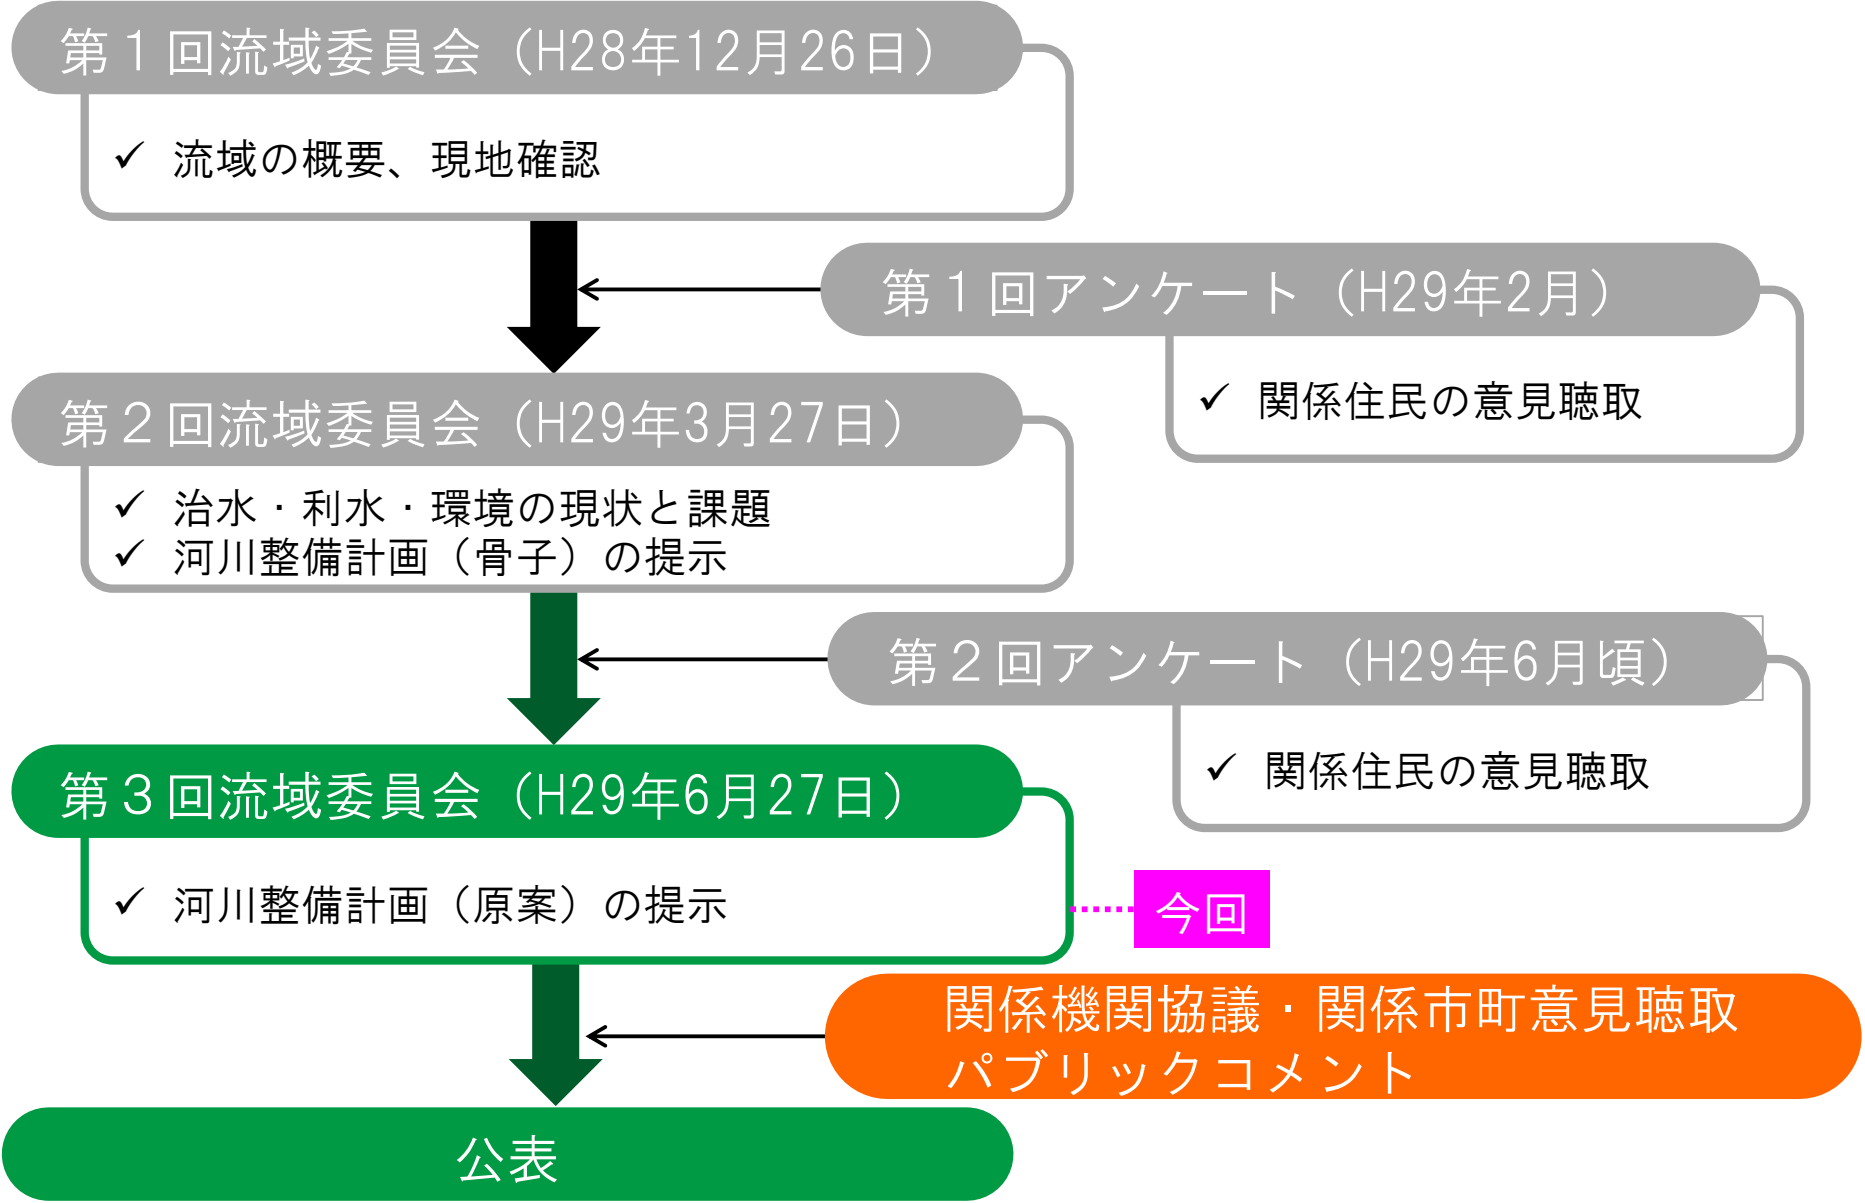 第１回流域委員会（H28年12月26日）
✓ 流域の概要、現地確認
第１回アンケート（H29年2月）
✓ 関係住民の意見聴取
第２回流域委員会（H29年3月27日）
✓ 治水・利水・環境の現状と課題
✓ 河川整備計画（骨子）の提示
第２回アンケート（H29年6月頃）
✓ 関係住民の意見聴取
第３回流域委員会（H29年6月27日）
✓ 河川整備計画（原案）の提示
今回
関係機関協議・関係市町意見聴取
パブリックコメント
公表